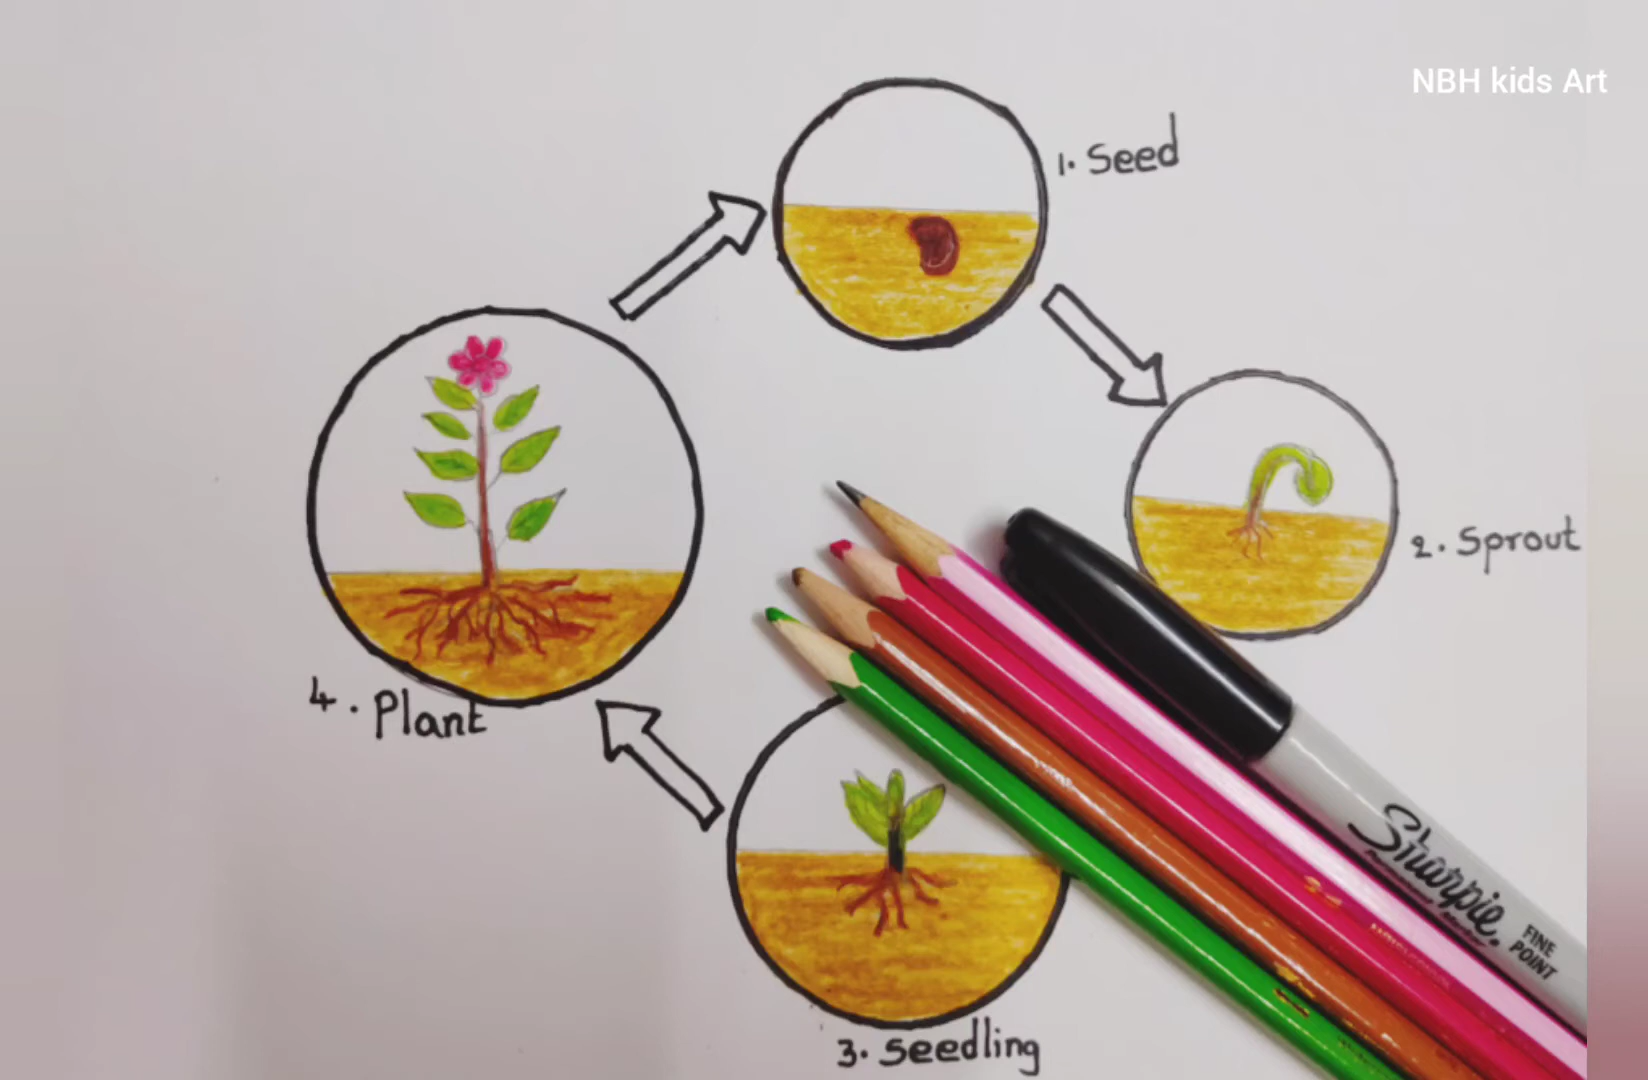 NBH kids Art
1. Seed
2. Sprout
3. Seedling
4. Plant
Sharpie.
FINE
POINT